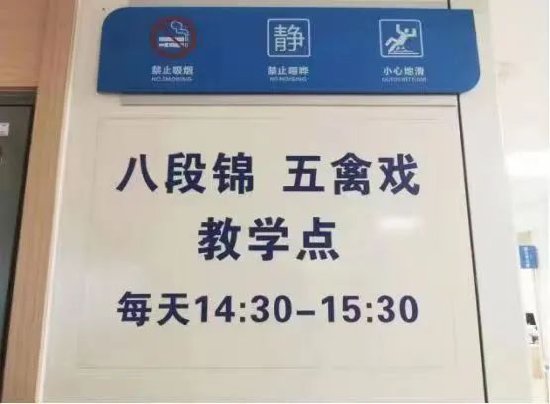 静
禁止吸烟 禁止喧哗 小心地滑
NO SMOKING
八段锦 五禽戏
教学点
每天14:30-15:30